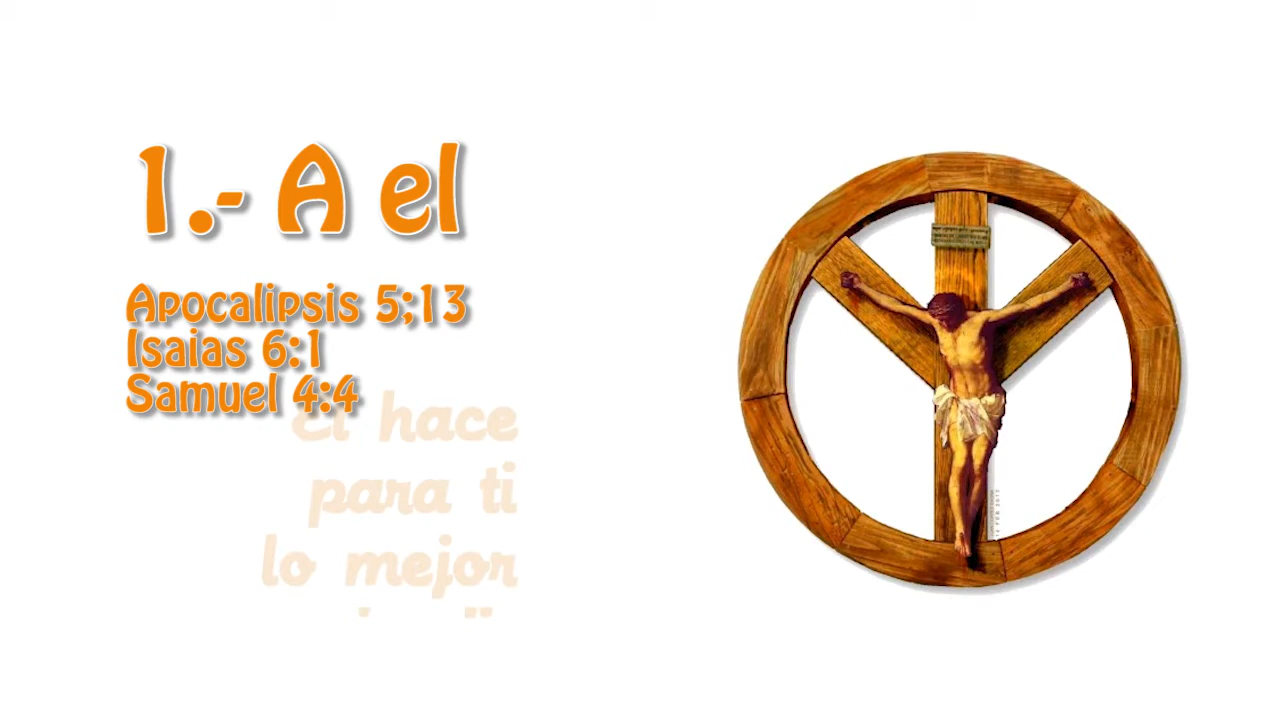 1.- A el
Apocalipsis 5;13
Isaias 6:1
Samuel 4:4
El hace
para ti
lo mejor